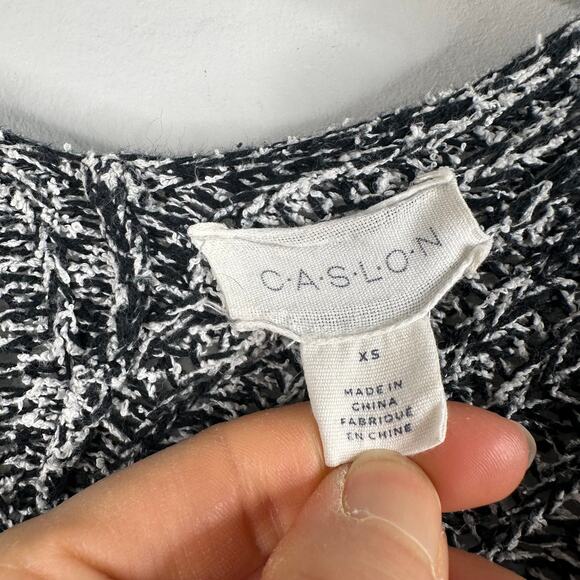 C·A·S·L·O·N
XS
MADE IN
CHINA
FABRIQUÉ
EN CHINE